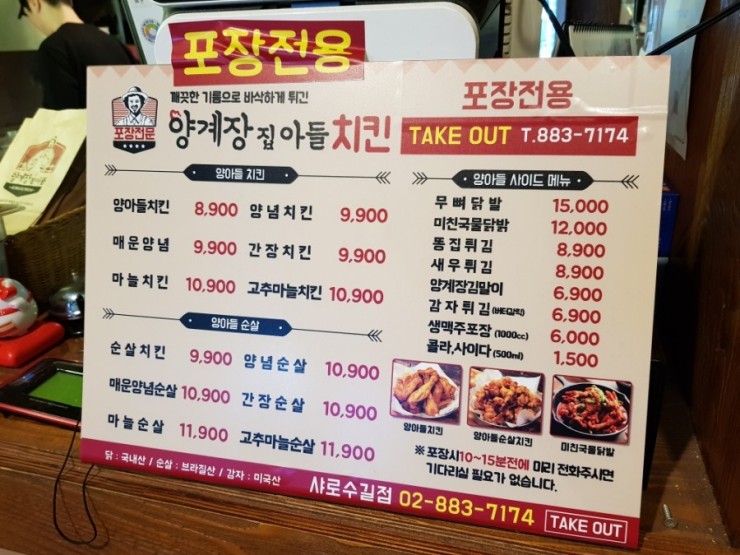 포장전용
깨끗한 기름으로 바삭하게 튀긴
포장전문
양계장집아들치킨
포장전용
TAKE OUT T.883-7174
양아들 치킨
양아들치킨 8,900 양념치킨 9,900
매운양념 9,900 간장치킨 9,900
마늘치킨 10,900 고추마늘치킨 10,900
양아들 순살
순살치킨 9,900 양념순살 10,900
매운양념순살 10,900 간장순살 10,900
마늘순살 11,900 고추마늘순살 11,900
양아들 사이드 메뉴
무뼈닭발 15,000
미친국물닭밝 12,000
똥집튀김 8,900
새우튀김 8,900
양계장김말이 6,900
감자튀김 (버터갈릭) 6,900
생맥주포장 (1000cc) 6,000
콜라,사이다 (500ml) 1,500
양아들치킨
양아들순살치킨
미친국물닭발
※ 포장시10~15분전에 미리 전화주시면
기다리실 필요가 없습니다.
닭 : 국내산 / 순살 : 브라질산 / 감자 : 미국산
샤로수길점 02-883-7174 TAKE OUT